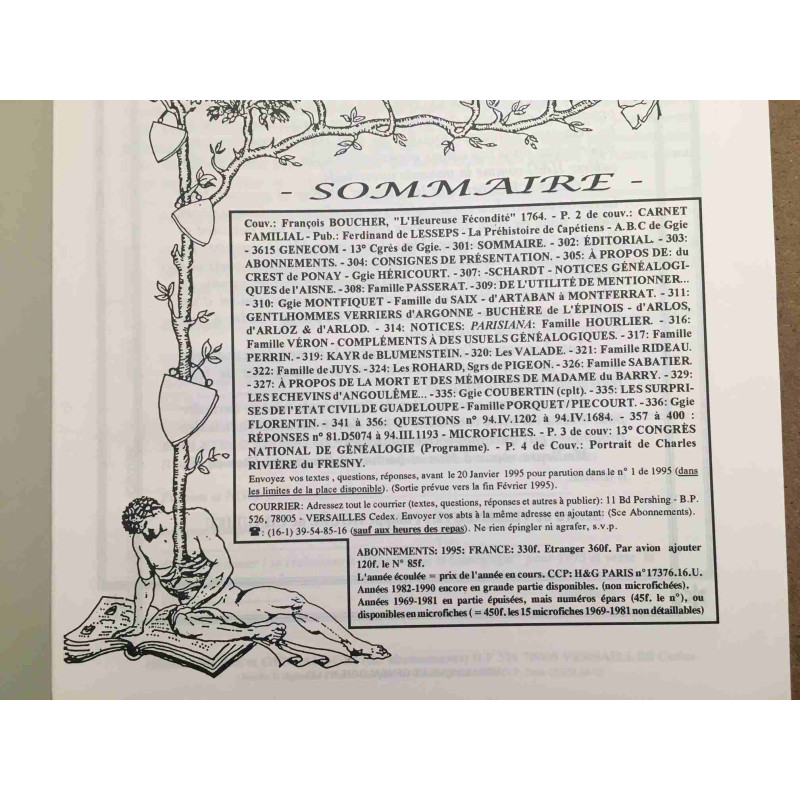 - SOMMAIRE -
Couv.: François BOUCHER, "L'Heureuse Fécondité" 1764. - P. 2 de couv.: CARNET
FAMILIAL - Pub.: Ferdinand de LESSEPS - La Préhistoire de Capétiens - A.B.C de Ggie
- 3615 GENECOM - 13° Cgrès de Ggie. - 301: SOMMAIRE. - 302: ÉDITORIAL. - 303:
ABONNEMENTS. - 304: CONSIGNES DE PRÉSENTATION. - 305: À PROPOS DE: du
CREST de PONAY - Ggie HÉRICOURT. - 307: -SCHARDT - NOTICES GÉNÉALOGI-
QUES de l'AISNE. - 308: Famille PASSERAT. -309: DE L'UTILITÉ DE MENTIONNER...
- 310: Ggie MONTFIQUET - Famille du SAIX - d'ARTABAN à MONTFERRAT. - 311:
GENTLHOMMES VERRIERS d'ARGONNE - BUCHÈRE de L'ÉPINOIS - d'ARLOS,
d'ARLOZ & d'ARLOD. - 314: NOTICES: PARISIANA: Famille HOURLIER. - 316:
Famille VÉRON - COMPLÉMENTS À DES USUELS GÉNÉALOGIQUES. - 317: Famille
PERRIN. - 319: KAYR de BLUMENSTEIN. - 320: Les VALADE. - 321: Famille RIDEAU.
- 322: Famille de JUYS. - 324: Les ROHARD, Sgrs de PIGEON. - 326: Famille SABATIER.
- 327: À PROPOS DE LA MORT ET DES MÉMOIRES DE MADAME du BARRY. - 329:
LES ECHEVINS d'ANGOULÊME... - 335: Ggie COUBERTIN (cplt). - 335: LES SURPRI-
SES DE l'ETAT CIVIL DE GUADELOUPE - Famille PORQUET / PIECOURT. - 336: Ggie
FLORENTIN. - 341 à 356: QUESTIONS n° 94.IV.1202 à 94.IV.1684. - 357 à 400 :
RÉPONSES n° 81.D5074 à 94.III.1193 - MICROFICHES. - P. 3 de couv: 13° CONGRÈS
NATIONAL DE GÉNÉALOGIE (Programme). - P. 4 de Couv.: Portrait de Charles
RIVIÈRE du FRESNY.
Envoyez vos textes , questions, réponses, avant le 20 Janvier 1995 pour parution dans le n° 1 de 1995 (dans
les limites de la place disponible). (Sortie prévue vers la fin Février 1995).
COURRIER: Adressez tout le courrier (textes, questions, réponses et autres à publier): 11 Bd Pershing - B.P.
526, 78005 - VERSAILLES Cedex. Envoyer vos abts à la même adresse en ajoutant: (Sce Abonnements).
☎: (16-1) 39-54-85-16 (sauf aux heures des repas). Ne rien épingler ni agrafer, s.v.p.
ABONNEMENTS: 1995: FRANCE: 330f. Etranger 360f. Par avion ajouter
120f. le N° 85f.
L'année écoulée = prix de l'année en cours. CCP: H&G PARIS n°17376.16.U.
Années 1982-1990 encore en grande partie disponibles. (non microfichées).
Années 1969-1981 en partie épuisées, mais numéros épars (45f. le n°), ou
disponibles en microfiches ( = 450f. les 15 microfiches 1969-1981 non détaillables)